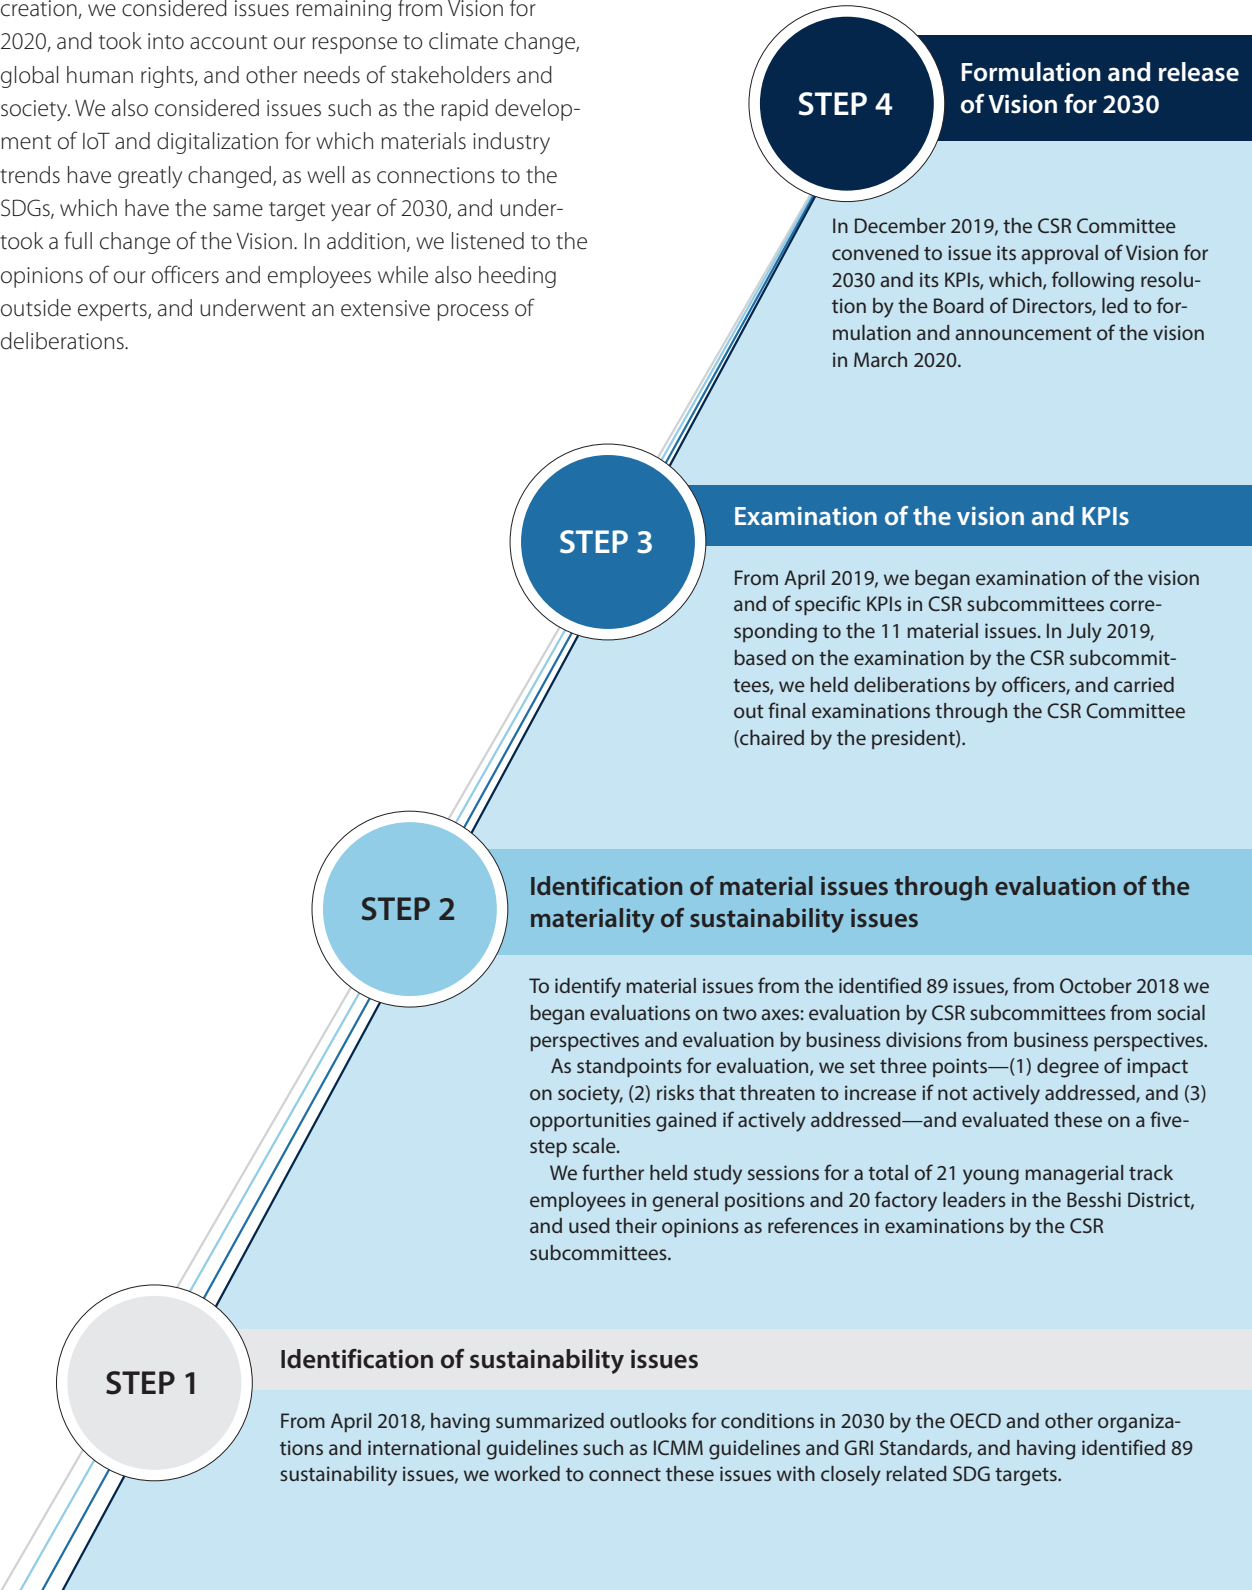 creation, we considered issues remaining from Vision for
2020, and took into account our response to climate change,
global human rights, and other needs of stakeholders and
society. We also considered issues such as the rapid develop-
ment of IoT and digitalization for which materials industry
trends have greatly changed, as well as connections to the
SDGs, which have the same target year of 2030, and under-
took a full change of the Vision. In addition, we listened to the
opinions of our officers and employees while also heeding
outside experts, and underwent an extensive process of
deliberations.
STEP 4
Formulation and release
of Vision for 2030
In December 2019, the CSR Committee
convened to issue its approval of Vision for
2030 and its KPIs, which, following resolu-
tion by the Board of Directors, led to for-
mulation and announcement of the vision
in March 2020.
STEP 3
Examination of the vision and KPIs
From April 2019, we began examination of the vision
and of specific KPIs in CSR subcommittees corre-
sponding to the 11 material issues. In July 2019,
based on the examination by the CSR subcommit-
tees, we held deliberations by officers, and carried
out final examinations through the CSR Committee
(chaired by the president).
STEP 2
Identification of material issues through evaluation of the
materiality of sustainability issues
To identify material issues from the identified 89 issues, from October 2018 we
began evaluations on two axes: evaluation by CSR subcommittees from social
perspectives and evaluation by business divisions from business perspectives.
As standpoints for evaluation, we set three points—(1) degree of impact
on society, (2) risks that threaten to increase if not actively addressed, and (3)
opportunities gained if actively addressed—and evaluated these on a five-
step scale.
We further held study sessions for a total of 21 young managerial track
employees in general positions and 20 factory leaders in the Besshi District,
and used their opinions as references in examinations by the CSR
subcommittees.
STEP 1
Identification of sustainability issues
From April 2018, having summarized outlooks for conditions in 2030 by the OECD and other organiza-
tions and international guidelines such as ICMM guidelines and GRI Standards, and having identified 89
sustainability issues, we worked to connect these issues with closely related SDG targets.